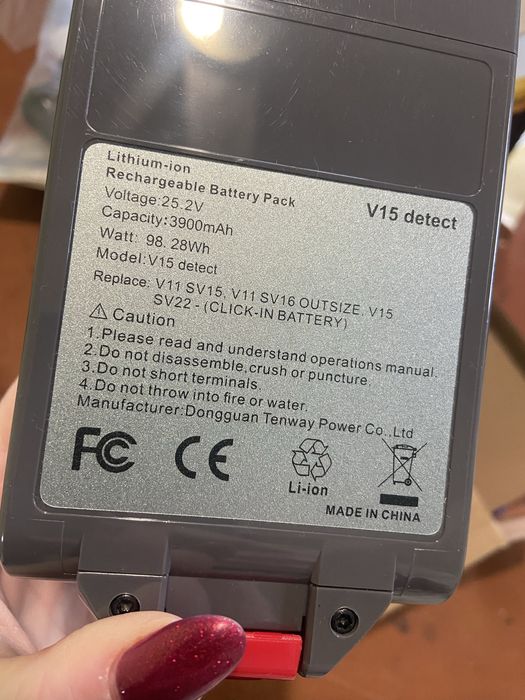 Lithium-ion
Rechargeable Battery Pack
V15 detect
Voltage:25.2V
Capacity:3900mAh
Watt: 98.28Wh
Model:V15 detect
Replace: V11 SV15, V11 SV16 OUTSIZE, V15
SV22 - (CLICK-IN BATTERY)
Caution
1.Please read and understand operations manual.
2.Do not disassemble,crush or puncture.
3.Do not short terminals.
4.Do not throw into fire or water.
Manufacturer:Dongguan Tenway Power Co.,Ltd
FC CE
Li-ion
MADE IN CHINA